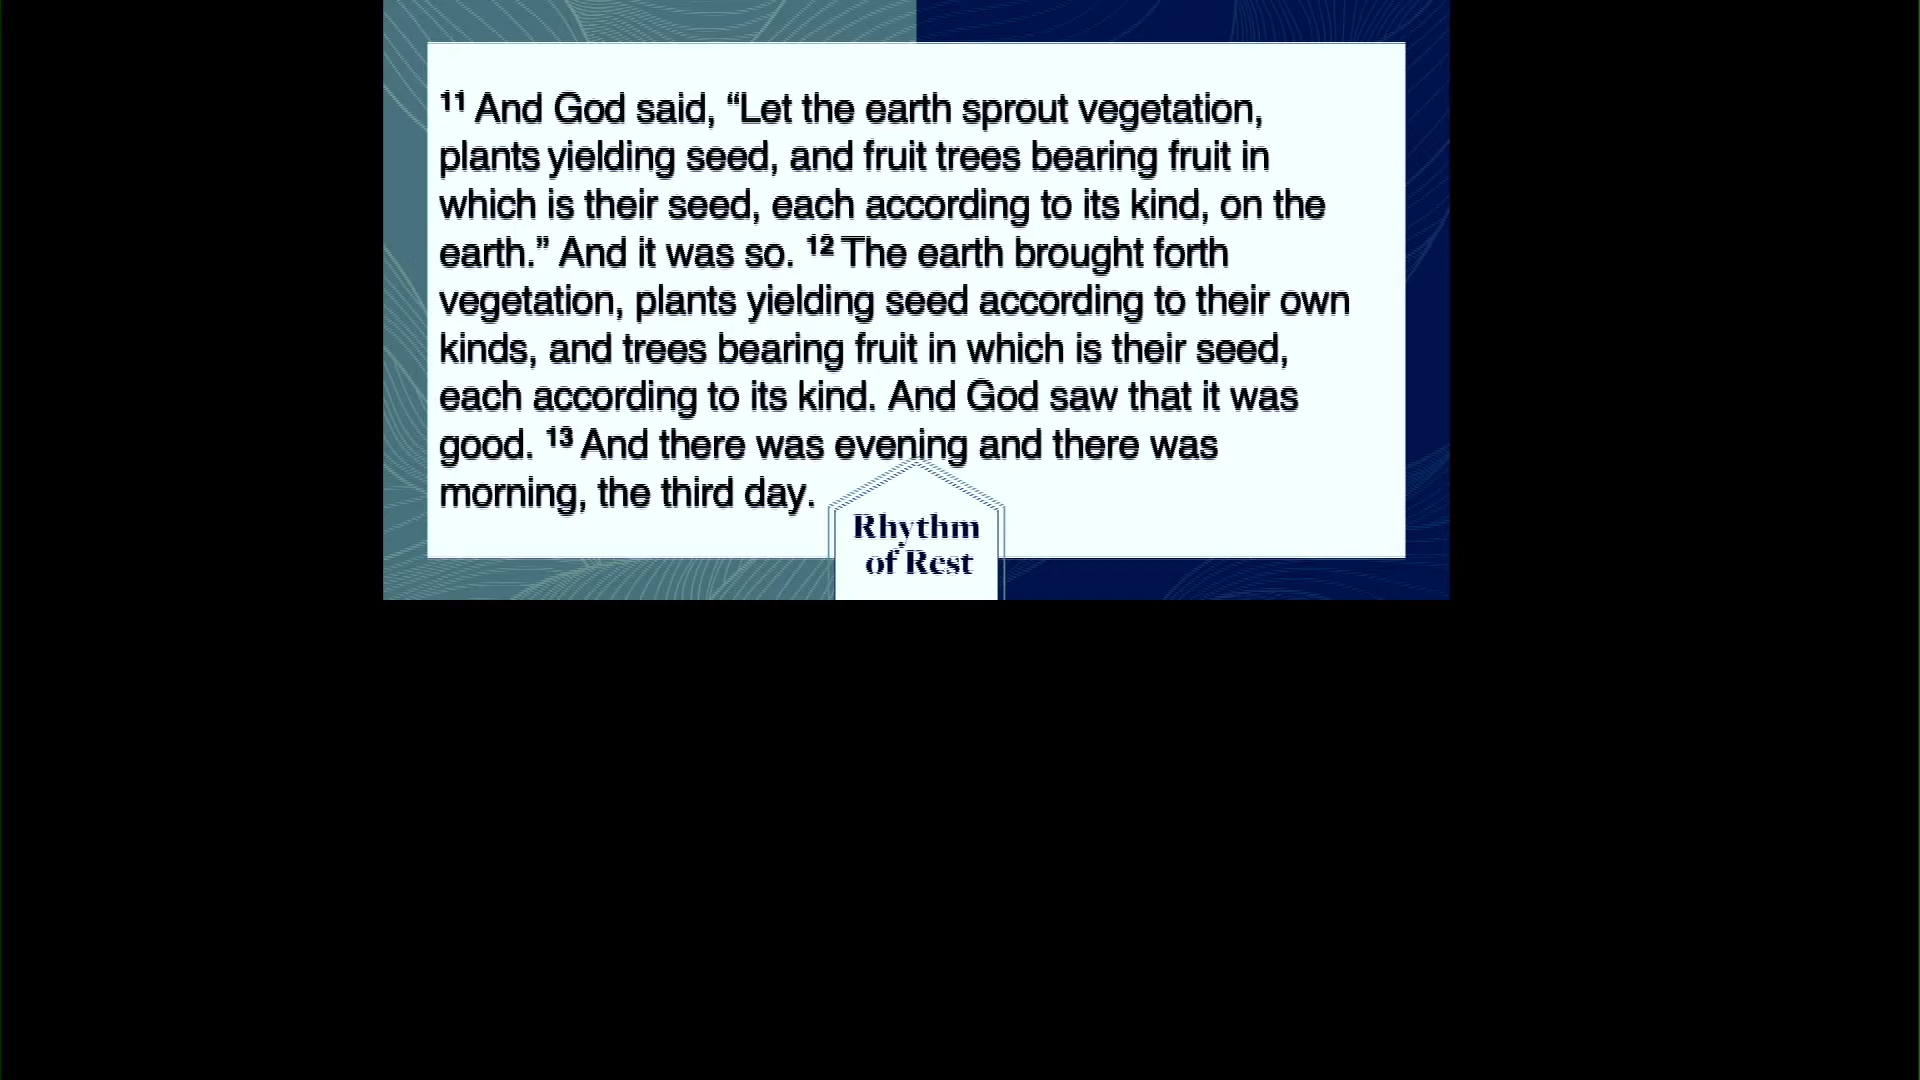 11 And God said, “Let the earth sprout vegetation,
plants yielding seed, and fruit trees bearing fruit in
which is their seed, each according to its kind, on the
earth.” And it was so. 12 The earth brought forth
vegetation, plants yielding seed according to their own
kinds, and trees bearing fruit in which is their seed,
each according to its kind. And God saw that it was
good. 13 And there was evening and there was
morning, the third day.
Rhythm
of Rest